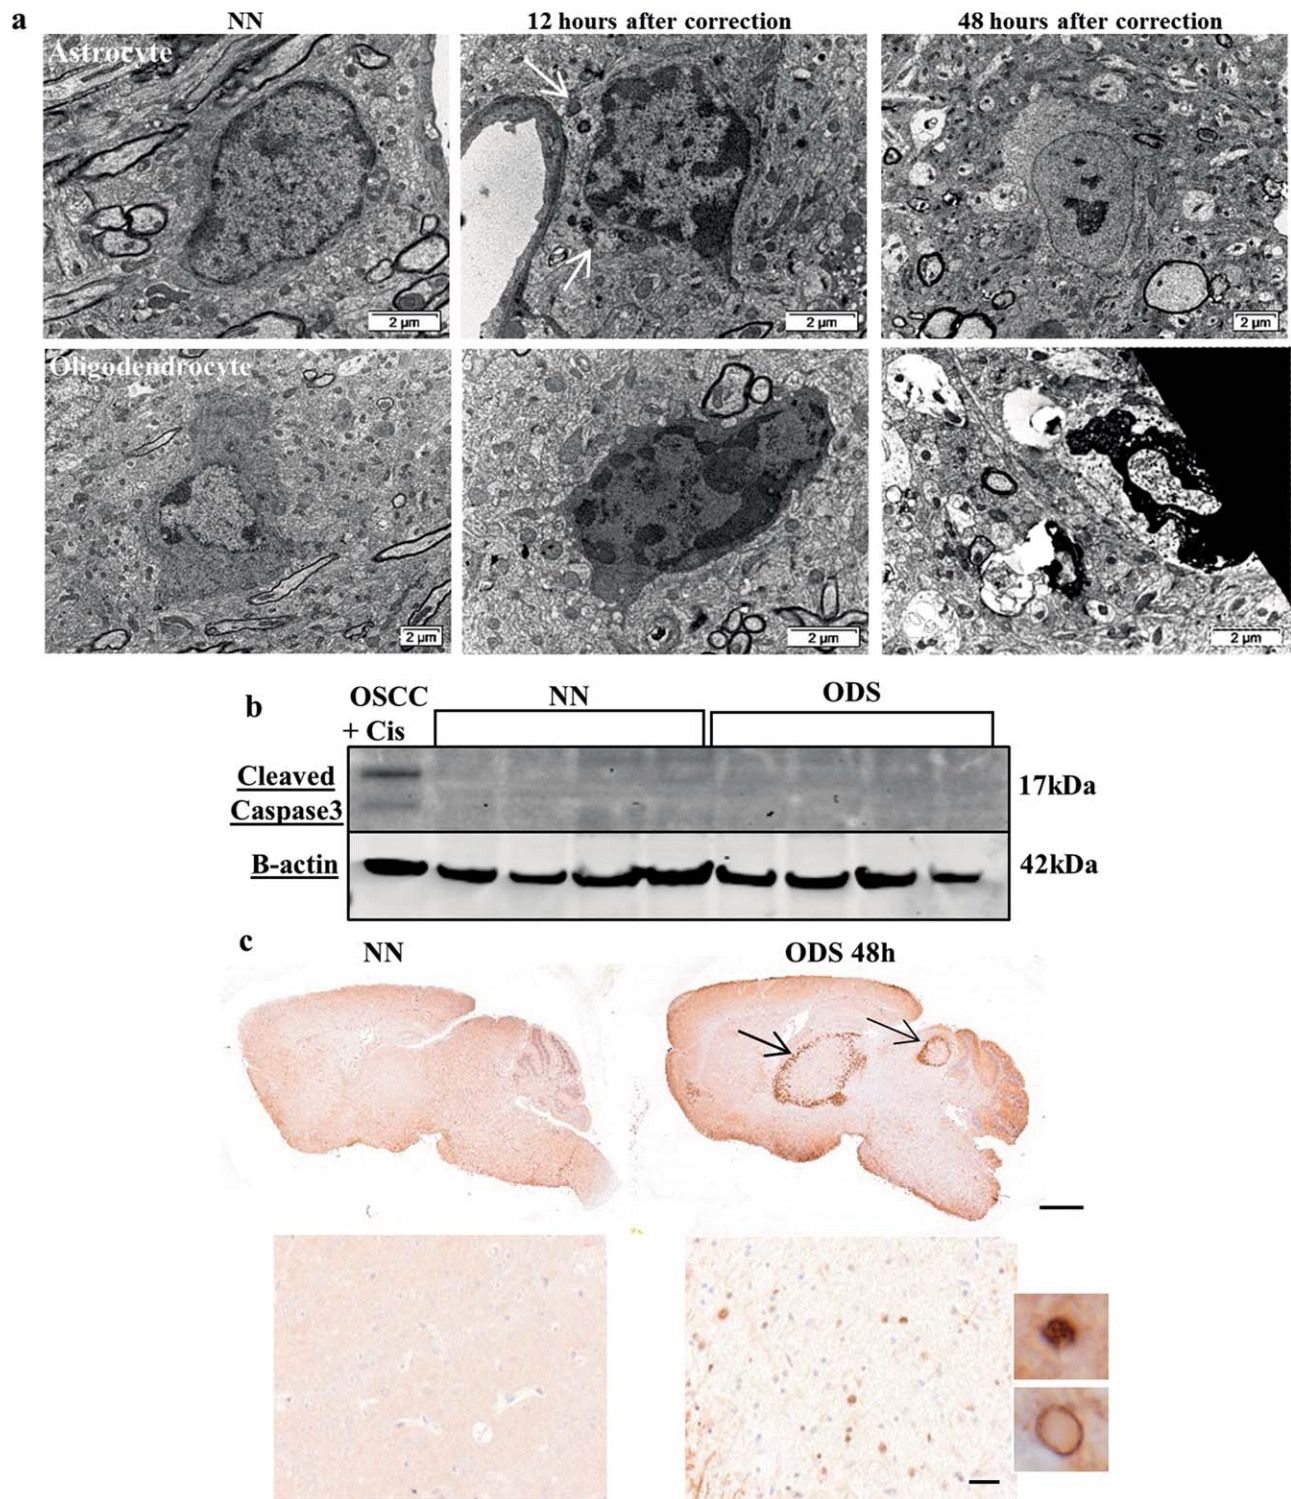 a
NN 12 hours after correction 48 hours after correction
Astrocyte
2 µm 2 µm 2 µm
Oligodendrocyte
2 µm 2 µm 2 µm
b OSCC NN ODS
+ Cis
Cleaved 17kDa
Caspase3
B-actin 42kDa
c
NN ODS 48h